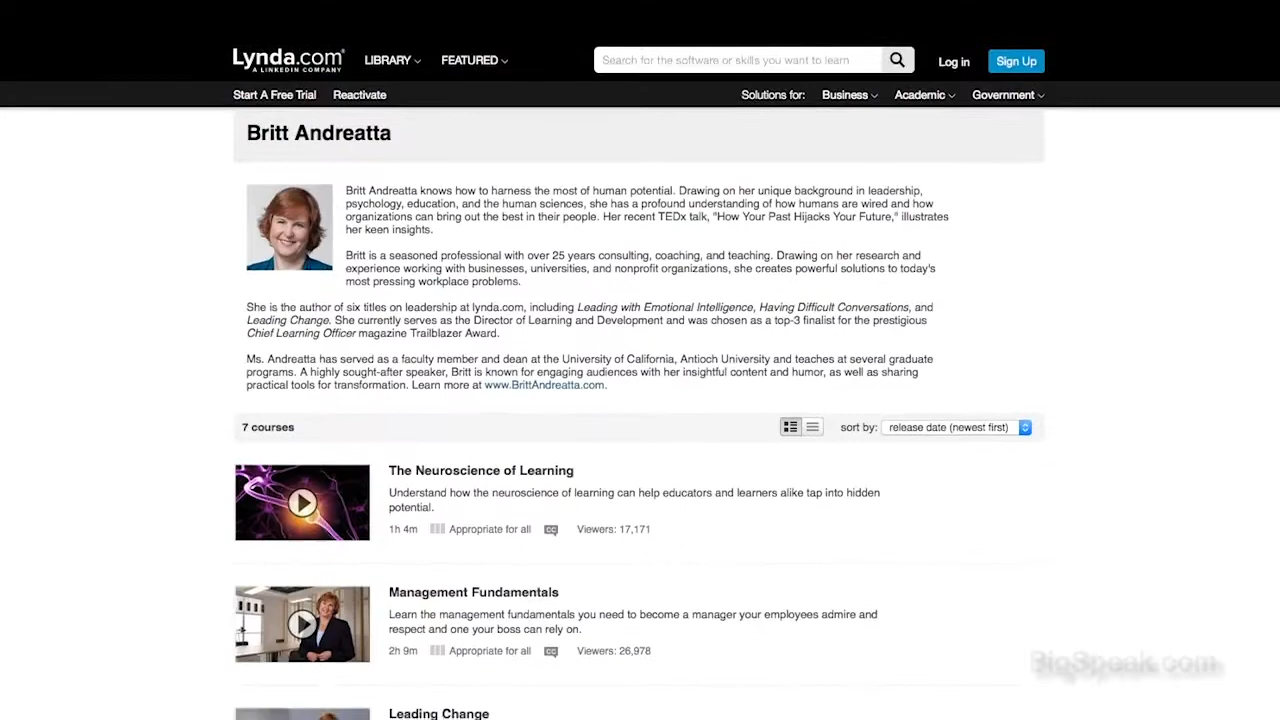 Lynda.com®
A LINKEDIN COMPANY
LIBRARY
FEATURED
Search for the software or skills you want to learn
Log in
Sign Up
Start A Free Trial
Reactivate
Solutions for:
Business
Academic
Government
Britt Andreatta
Britt Andreatta knows how to harness the most of human potential. Drawing on her unique background in leadership,
psychology, education, and the human sciences, she has a profound understanding of how humans are wired and how
organizations can bring out the best in their people. Her recent TEDx talk, "How Your Past Hijacks Your Future," illustrates
her keen insights.
Britt is a seasoned professional with over 25 years consulting, coaching, and teaching. Drawing on her research and
experience working with businesses, universities, and nonprofit organizations, she creates powerful solutions to today's
most pressing workplace problems.
She is the author of six titles on leadership at lynda.com, including Leading with Emotional Intelligence, Having Difficult Conversations, and
Leading Change. She currently serves as the Director of Learning and Development and was chosen as a top-3 finalist for the prestigious
Chief Learning Officer magazine Trailblazer Award.
Ms. Andreatta has served as a faculty member and dean at the University of California, Antioch University and teaches at several graduate
programs. A highly sought-after speaker, Britt is known for engaging audiences with her insightful content and humor, as well as sharing
practical tools for transformation. Learn more at www.BrittAndreatta.com.
7 courses
sort by:
release date (newest first)
The Neuroscience of Learning
Understand how the neuroscience of learning can help educators and learners alike tap into hidden
potential.
1h 4m
Appropriate for all
CC
Viewers: 17,171
Management Fundamentals
Learn the management fundamentals you need to become a manager your employees admire and
respect and one your boss can rely on.
2h 9m
Appropriate for all
CC
Viewers: 26,978
BigSpeak.com
Leading Change